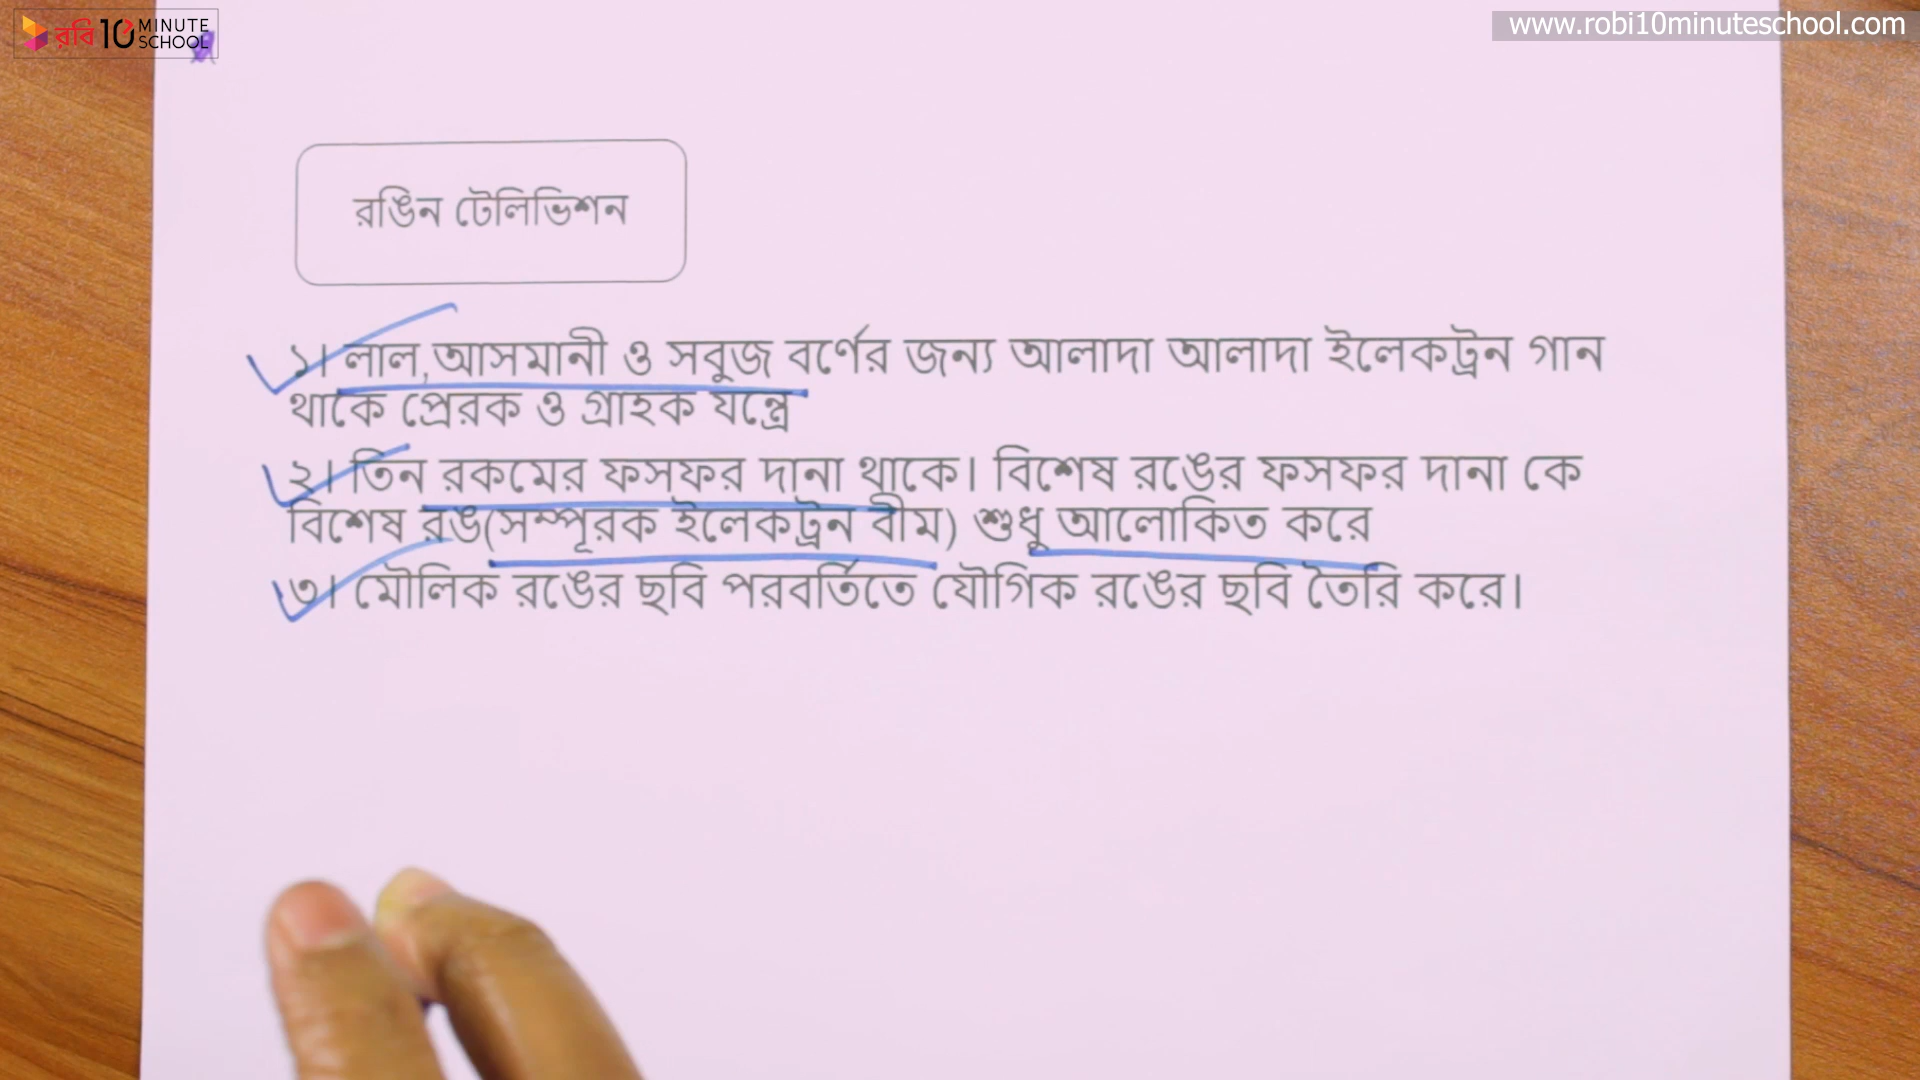 রবি 10 MINUTE SCHOOL
www.robi10minuteschool.com
রঙিন টেলিভিশন
১। লাল,আসমানী ও সবুজ বর্ণের জন্য আলাদা আলাদা ইলেকট্রন গান
থাকে প্রেরক ও গ্রাহক যন্ত্রে
২। তিন রকমের ফসফর দানা থাকে। বিশেষ রঙের ফসফর দানা কে
বিশেষ রঙ(সম্পূরক ইলেকট্রন বীম) শুধু আলোকিত করে
৩। মৌলিক রঙের ছবি পরবর্তিতে যৌগিক রঙের ছবি তৈরি করে।